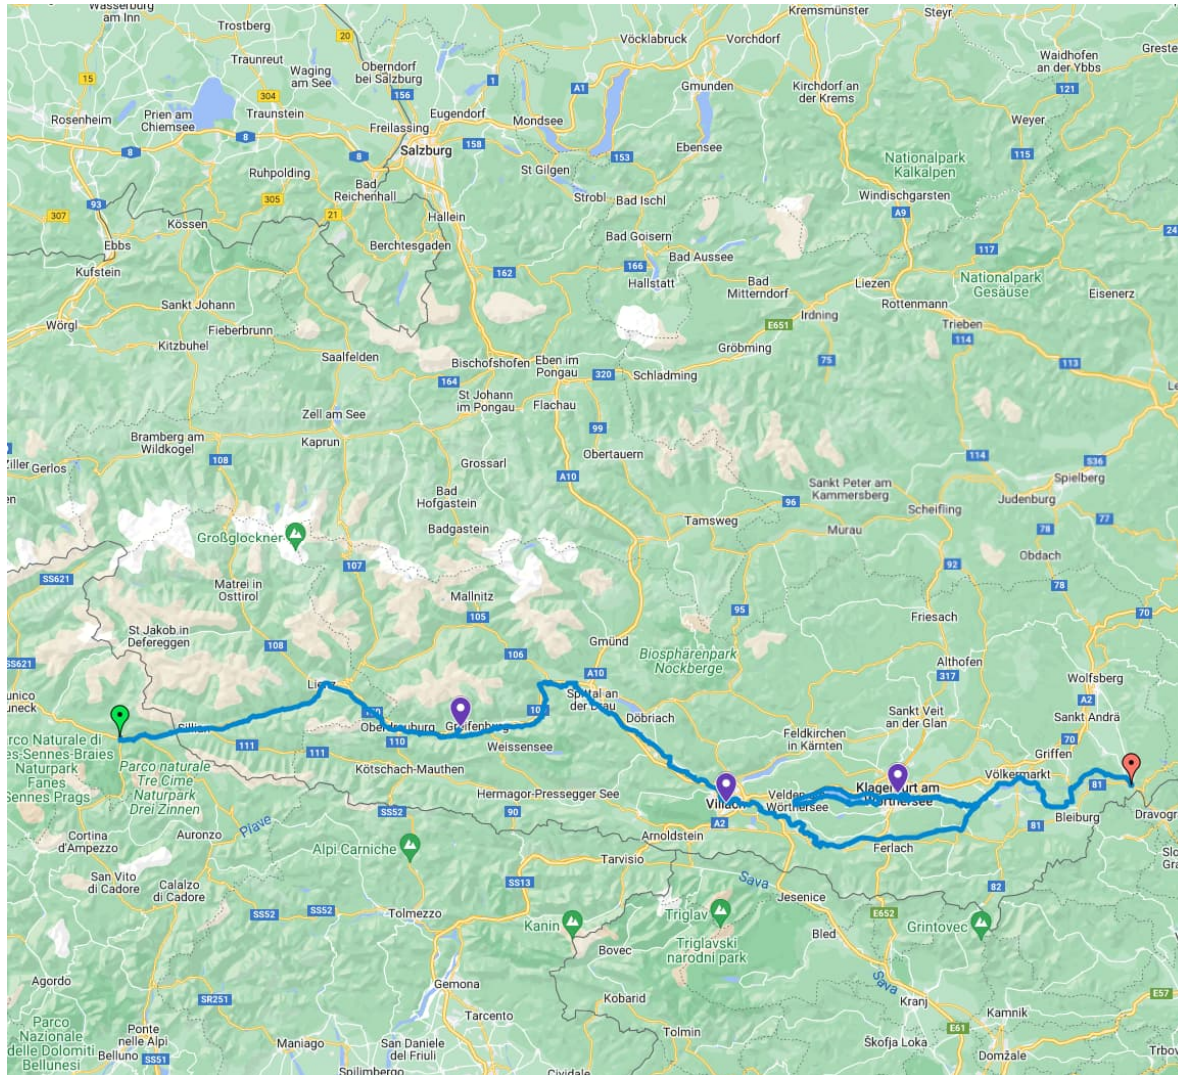 Wasserburg
am Inn
Trostberg
20
Oberndorf
bei Salzburg
156
Vöcklabruck
Vorchdorf
Kremsmünster
Steyr
Traunreut
Waging
am See
15
304
1
A1
Gmunden
Kirchdorf an
der Krems
Waidhofen
an der Ybbs
121
Rosenheim
Prien am
Chiemsee
Traunstein
Eugendorf
Mondsee
Freilassing
8
8
Salzburg
158
153
Ebensee
Weyer
115
Ruhpolding
St Gilgen
Nationalpark
Kalkalpen
Bad
Reichenhall
Strobl
Bad Ischl
Windischgarsten
93
305
307
21
Hallein
A9
Kössen
Ebbs
Berchtesgaden
Bad Goisern
117
Kufstein
162
166
Bad Aussee
Hallstatt
Bad
Mitterndorf
Liezen
Nationalpark
Gesäuse
Eisenerz
Sankt Johann
Rottenmann
Wörgl
Fieberbrunn
Irdning
E651
Trieben
Kitzbuhel
Saalfelden
Bischofshofen
Eben im
Pongau
Gröbming
114
113
75
164
320
Schladming
St Johann
im Pongau
Flachau
Zell am See
99
Bramberg am
Wildkogel
Kaprun
108
Obertauern
Gerlos
Grossarl
A10
114
S36
Spielberg
Bad
Hofgastein
Sankt Peter am
Kammersberg
Judenburg
96
Scheifling
Badgastein
Tamsweg
Murau
78
77
Großglockner
Obdach
107
92
SS621
Matrei in
Osttirol
Mallnitz
78
105
95
70
Friesach
St Jakob in
Defereggen
108
Gmünd
Biosphärenpark
Nockberge
106
Althofen
A10
317
Wolfsberg
Lienz
Spittal an
der Drau
A2
Döbriach
Sankt Veit
an der Glan
Sankt Andrä
Sillian
Oberdrauburg
Greifenburg
110
70
111
111
Weissensee
Feldkirchen
in Kärnten
Griffen
Parco naturale
Tre Cime
Naturpark
Drei Zinnen
Kötschach-Mauthen
Völkermarkt
81
Hermagor-Pressegger See
Velden
Wörthersee
Klagenfurt am
Wörthersee
Villach
SS52
90
A2
81
Bleiburg
Cortina
d'Ampezzo
Auronzo
Plave
Arnoldstein
Ferlach
Alpi Carniche
Tarvisio
San Vito
di Cadore
Calalzo
di Cadore
SS13
Sava
Jesenice
82
SS52
SS52
Tolmezzo
Kanin
Triglav
E652
Grintovec
Bovec
Triglavski
narodni park
Bled
Agordo
Gemona
Sava
SR251
Kobarid
Kranj
E57
Kamnik
Parco
Nazionale
delle Dolomiti
Bellunesi
Ponte
nelle Alpi
Belluno
SS51
Maniago
San Daniele
del Friuli
Tarcento
Tolmin
E61
Škofja Loka
Domžale
Spilimbergo